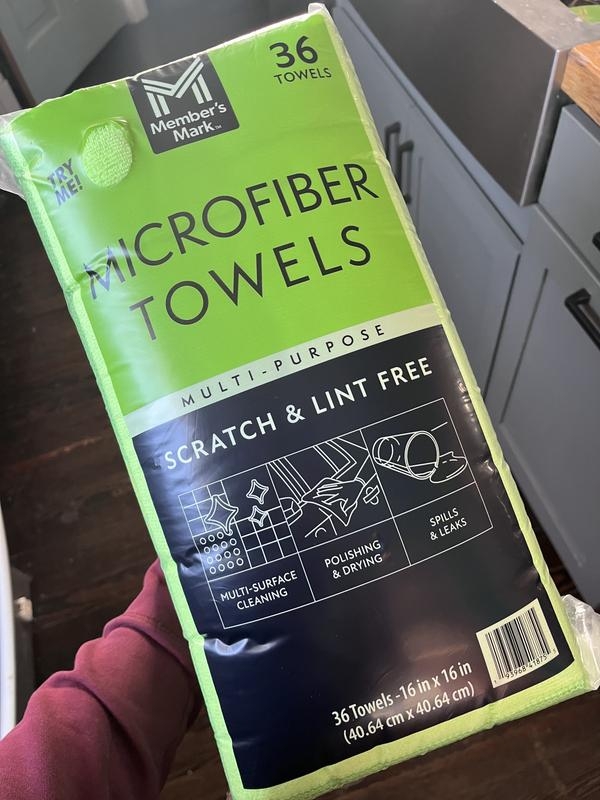 36
TOWELS
Member's
Mark™
TRY
ME!
MICROFIBER
TOWELS
MULTI-PURPOSE
SCRATCH & LINT FREE
MULTI-SURFACE
CLEANING
POLISHING
& DRYING
SPILLS
& LEAKS
36 Towels -16 in x 16 in
(40.64 cm x 40.64 cm)